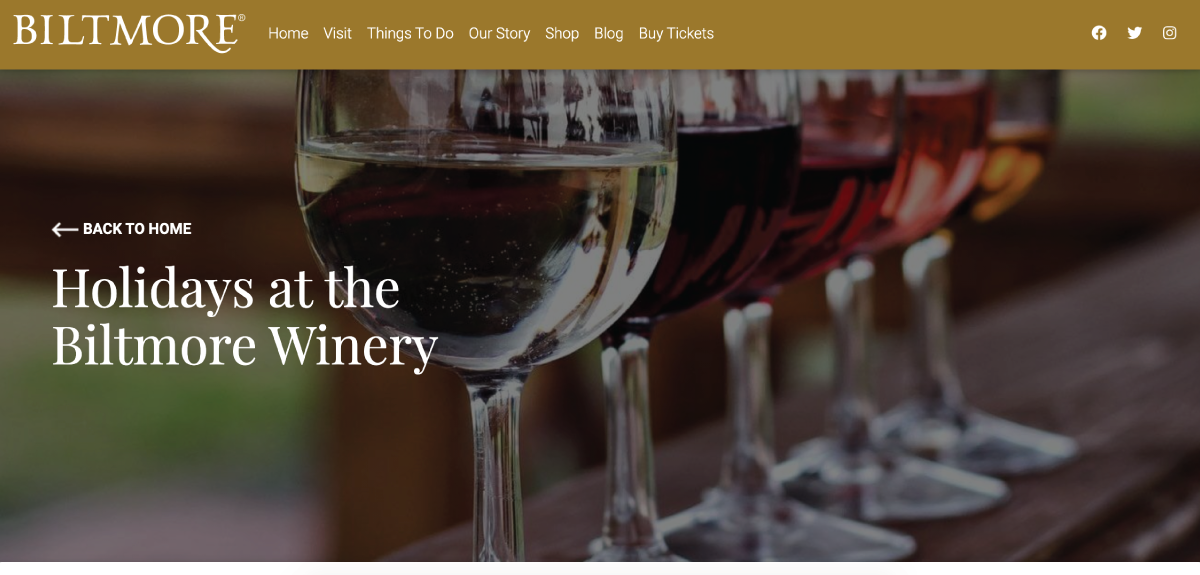 BILTMORE®
Home Visit Things To Do Our Story Shop Blog Buy Tickets
BACK TO HOME
Holidays at the
Biltmore Winery